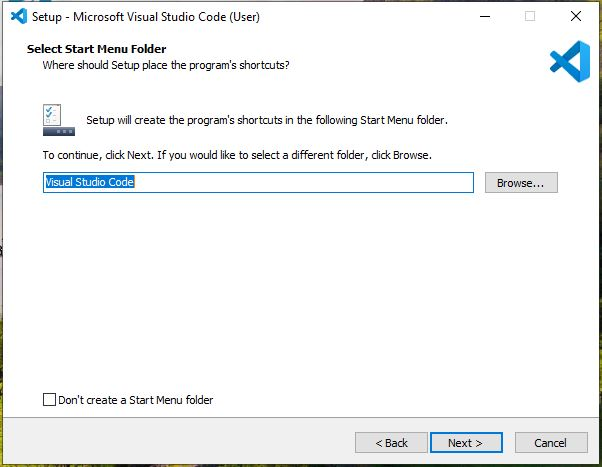 Setup - Microsoft Visual Studio Code (User)
Select Start Menu Folder
Where should Setup place the program's shortcuts?
Setup will create the program's shortcuts in the following Start Menu folder.
To continue, click Next. If you would like to select a different folder, click Browse.
Visual Studio Code
Browse...
Don't create a Start Menu folder
< Back
Next >
Cancel